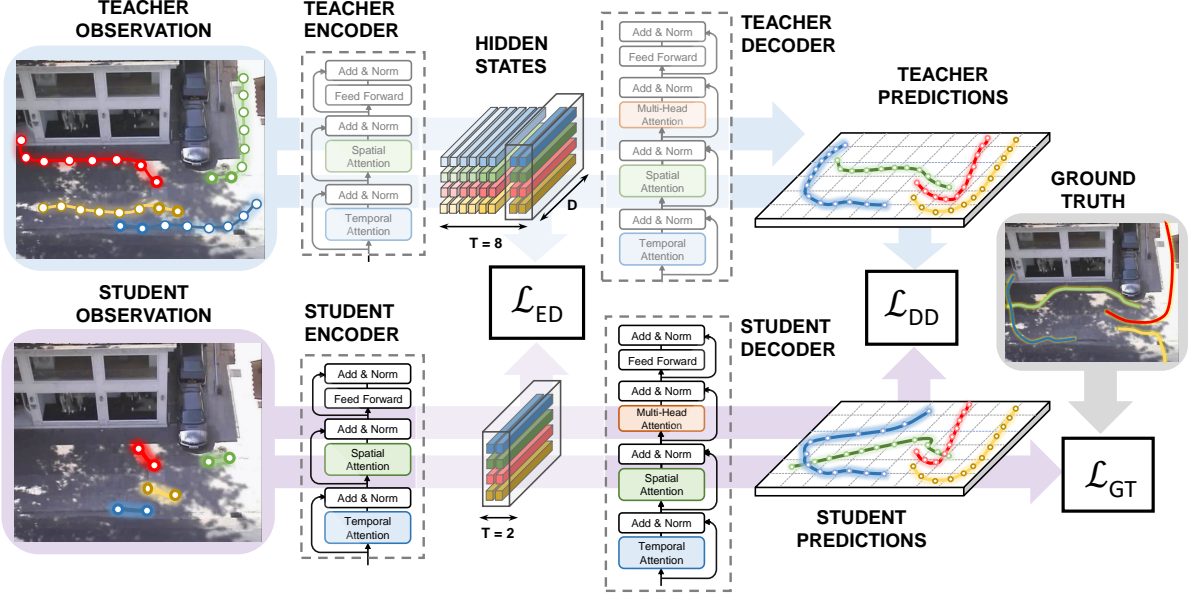 TEACHER
OBSERVATION
TEACHER
ENCODER
Add & Norm
Feed Forward
Add & Norm
Spatial
Attention
Add & Norm
Temporal
Attention
HIDDEN
STATES
D
T = 8
Add & Norm
Feed Forward
Add & Norm
Multi-Head
Attention
Add & Norm
Spatial
Attention
Add & Norm
Temporal
Attention
TEACHER
DECODER
TEACHER
PREDICTIONS
GROUND
TRUTH
ℒED
ℒDD
STUDENT
OBSERVATION
STUDENT
ENCODER
Add & Norm
Feed Forward
Add & Norm
Spatial
Attention
Add & Norm
Temporal
Attention
T = 2
Add & Norm
Feed Forward
Add & Norm
Multi-Head
Attention
Add & Norm
Spatial
Attention
Add & Norm
Temporal
Attention
STUDENT
DECODER
STUDENT
PREDICTIONS
ℒGT